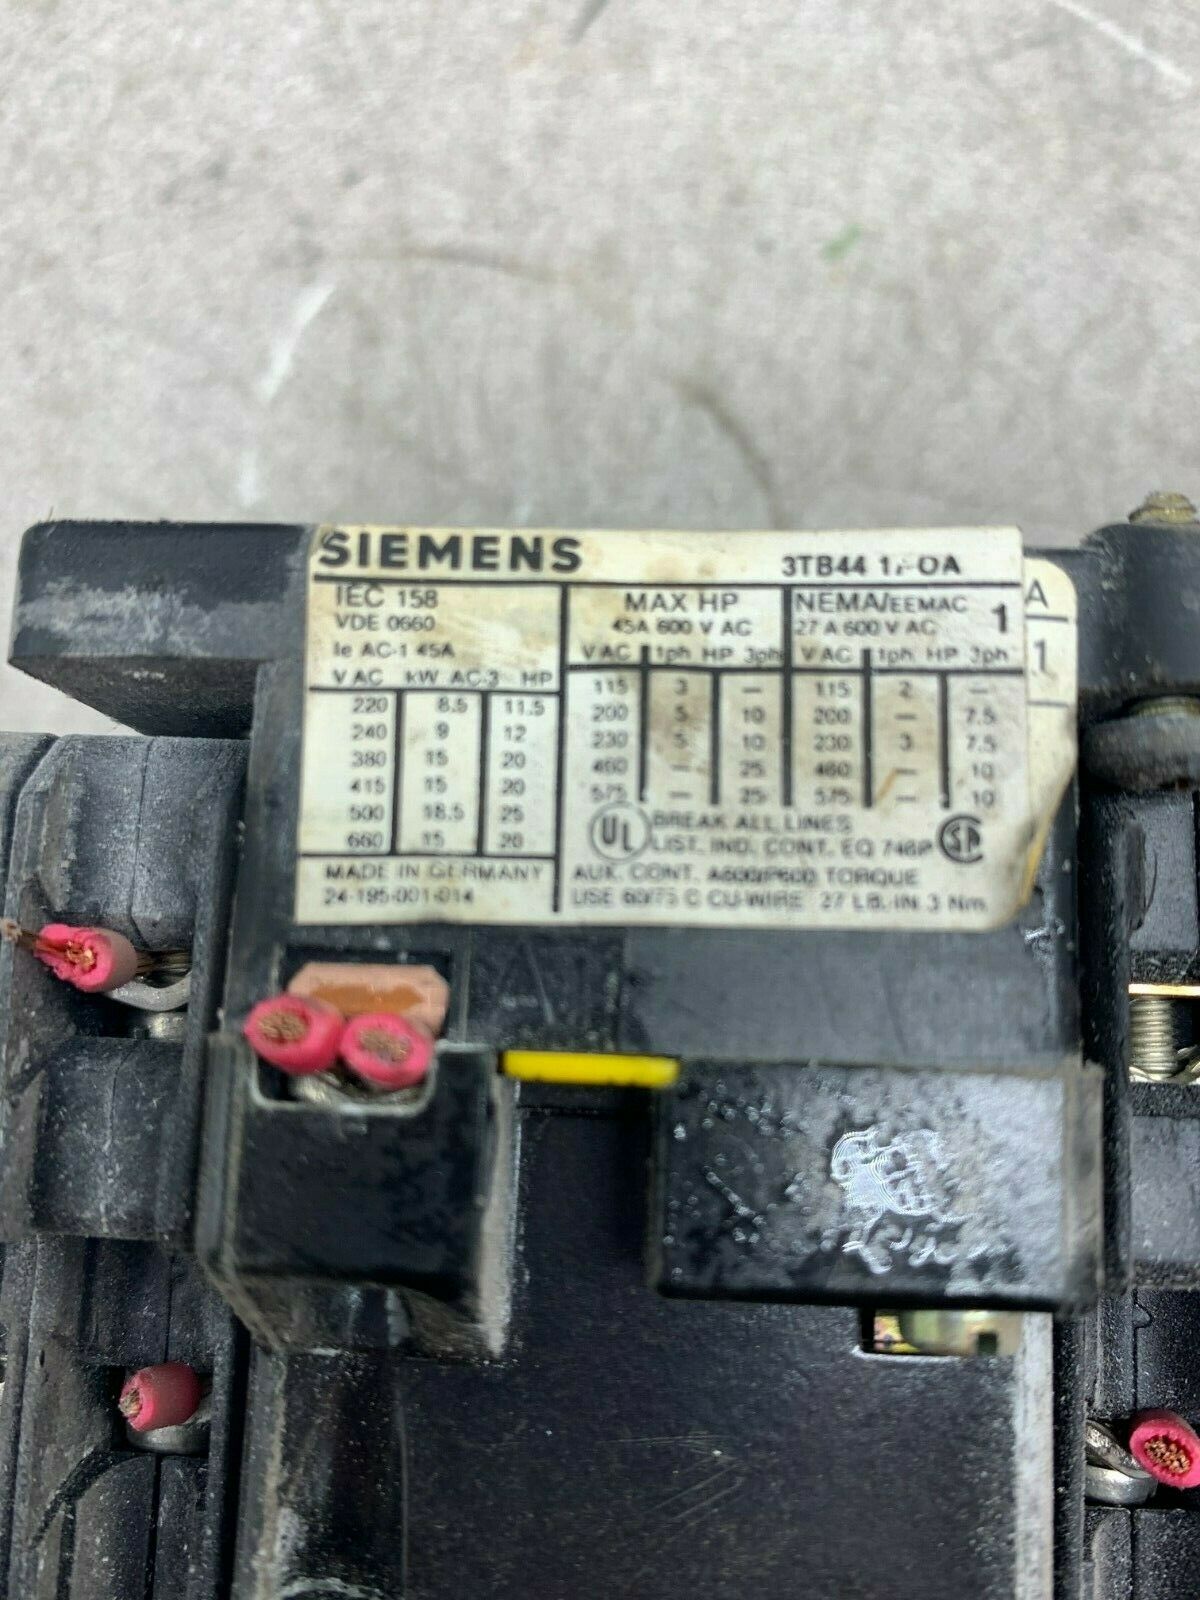 SIEMENS 3TB44
IEC 158
VDE 0660
Ie AC-1 45A
V AC kW AC-3 HP
220 8.5 11.5
240 9 12
380 15 20
415 15 20
500 18.5 25
660 15 20
MADE IN GERMANY
24-195-001-014
MAX HP
45A 600 V AC
V AC 1ph HP 3ph
115 3 —
200 5 10
230 5 10
460 — 25
575 — 25
NEMA/EEMAC 1
27 A 600 V AC
V AC 1ph HP 3ph
115 2 —
200 — 7.5
230 3 7.5
460 — 10
575 — 10
UL BREAK ALL LINES
LIST. IND. CONT. EQ 746P
AUX. CONT. A600/P600 TORQUE
USE 60/75 C CU-WIRE 27 LB.-IN 3 Nm
A
1